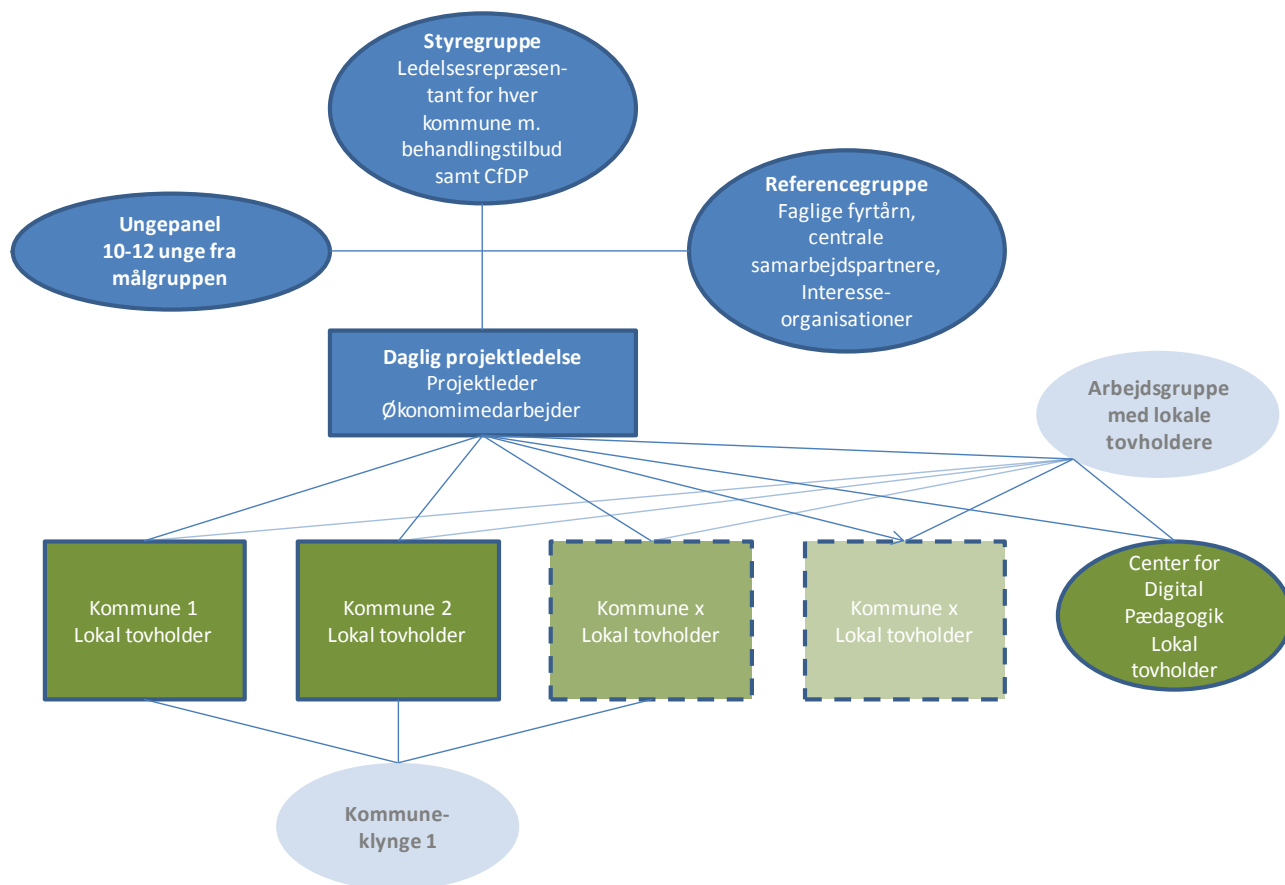 Styregruppe
Ledelsesrepræsen-
tant for hver
kommune m.
behandlingstilbud
samt CfDP
Referencegruppe
Faglige fyrtårn,
centrale
samarbejdspartnere,
Interesse-
organisationer
Ungepanel
10-12 unge fra
målgruppen
Daglig projektledelse
Projektleder
Økonomimedarbejder
Arbejdsgruppe
med lokale
tovholdere
Kommune 1
Lokal tovholder
Kommune 2
Lokal tovholder
Kommune x
Lokal tovholder
Kommune x
Lokal tovholder
Center for
Digital
Pædagogik
Lokal
tovholder
Kommune-
klynge 1